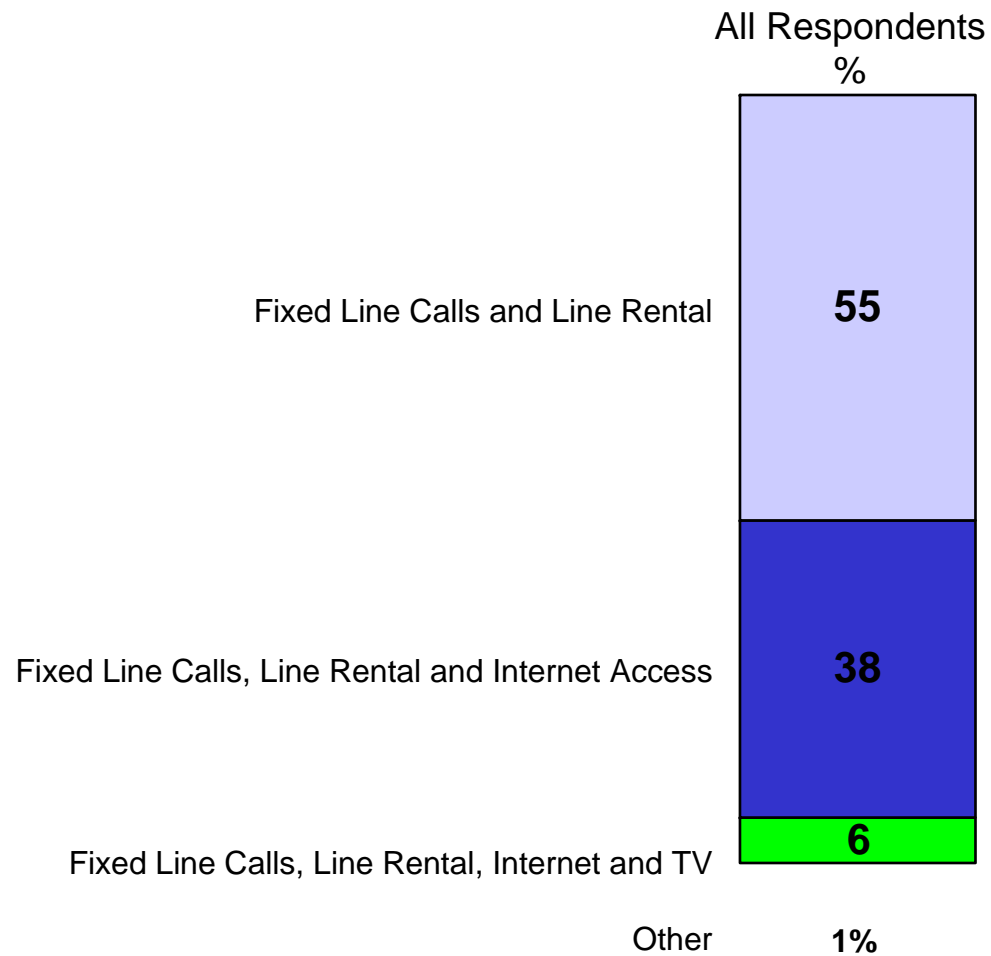 All Respondents
%
Fixed Line Calls and Line Rental 55
Fixed Line Calls, Line Rental and Internet Access 38
Fixed Line Calls, Line Rental, Internet and TV 6
Other 1%